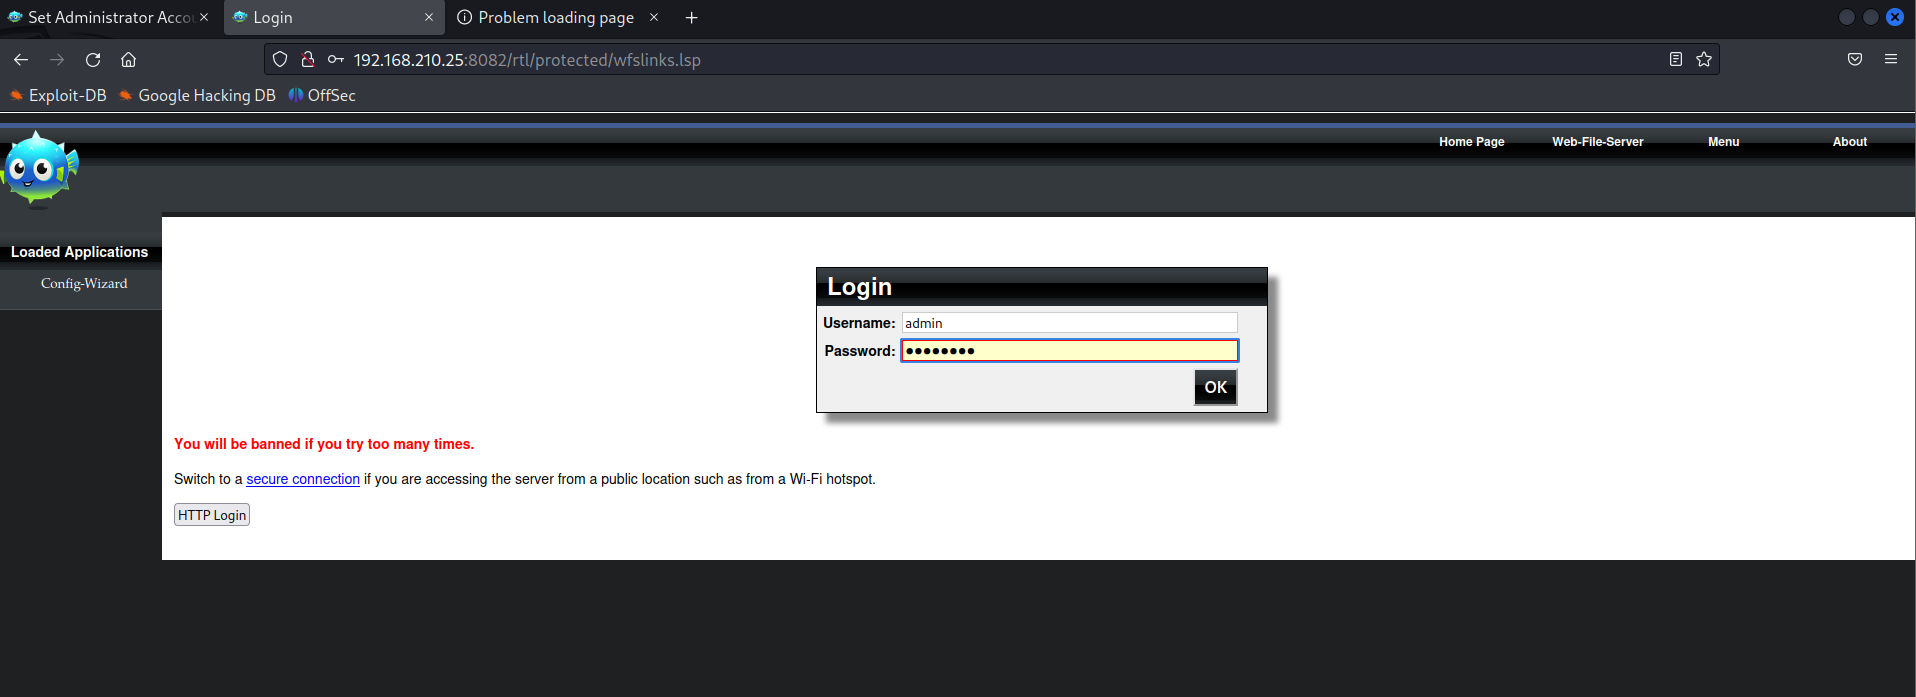 Set Administrator Accou
Login
Problem loading page
192.168.210.25:8082/rtl/protected/wfslinks.lsp
Exploit-DB Google Hacking DB OffSec
Home Page Web-File-Server Menu About
Loaded Applications
Config-Wizard
Login
Username: admin
Password: ●●●●●●●●
OK
You will be banned if you try too many times.
Switch to a secure connection if you are accessing the server from a public location such as from a Wi-Fi hotspot.
HTTP Login